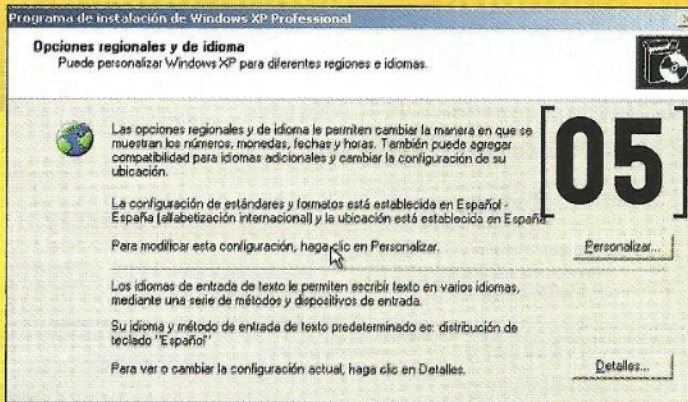 Programa de instalación de Windows XP Professional
Opciones regionales y de idioma
Puede personalizar Windows XP para diferentes regiones e idiomas.
[05]
Las opciones regionales y de idioma le permiten cambiar la manera en que se
muestran los números, monedas, fechas y horas. También puede agregar
compatibilidad para idiomas adicionales y cambiar la configuración de su
ubicación.
La configuración de estándares y formatos está establecida en Español -
España (alfabetización internacional) y la ubicación está establecida en España.
Para modificar esta configuración, haga clic en Personalizar.
Personalizar...
Los idiomas de entrada de texto le permiten escribir texto en varios idiomas,
mediante una serie de métodos y dispositivos de entrada.
Su idioma y método de entrada de texto predeterminado es: distribución de
teclado "Español"
Para ver o cambiar la configuración actual, haga clic en Detalles.
Detalles...